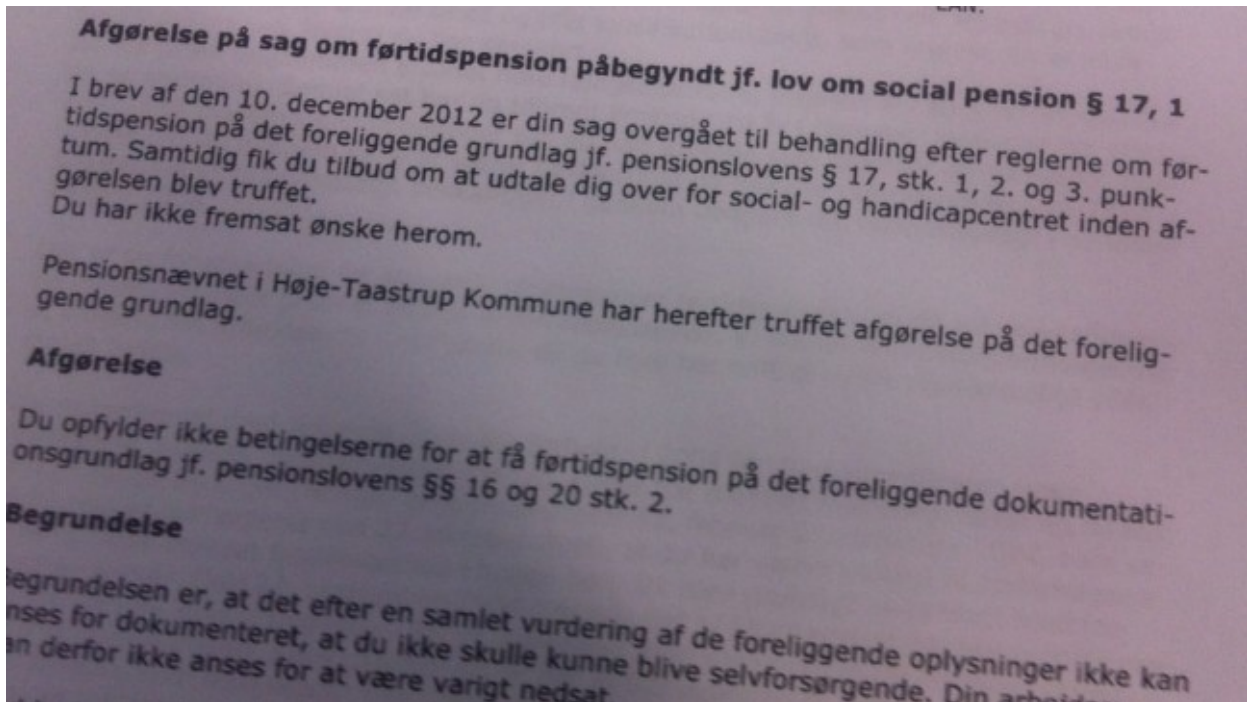 Afgørelse på sag om førtidspension påbegyndt jf. lov om social pension § 17, 1
I brev af den 10. december 2012 er din sag overgået til behandling efter reglerne om før-
tidspension på det foreliggende grundlag jf. pensionslovens § 17, stk. 1, 2. og 3. punk-
tum. Samtidig fik du tilbud om at udtale dig over for social- og handicapcentret inden af-
gørelsen blev truffet.
Du har ikke fremsat ønske herom.
Pensionsnævnet i Høje-Taastrup Kommune har herefter truffet afgørelse på det forelig-
gende grundlag.
Afgørelse
Du opfylder ikke betingelserne for at få førtidspension på det foreliggende dokumentati-
onsgrundlag jf. pensionslovens §§ 16 og 20 stk. 2.
Begrundelse
Begrundelsen er, at det efter en samlet vurdering af de foreliggende oplysninger ikke kan
nses for dokumenteret, at du ikke skulle kunne blive selvforsørgende. Din
an derfor ikke anses for at være varigt nedsat